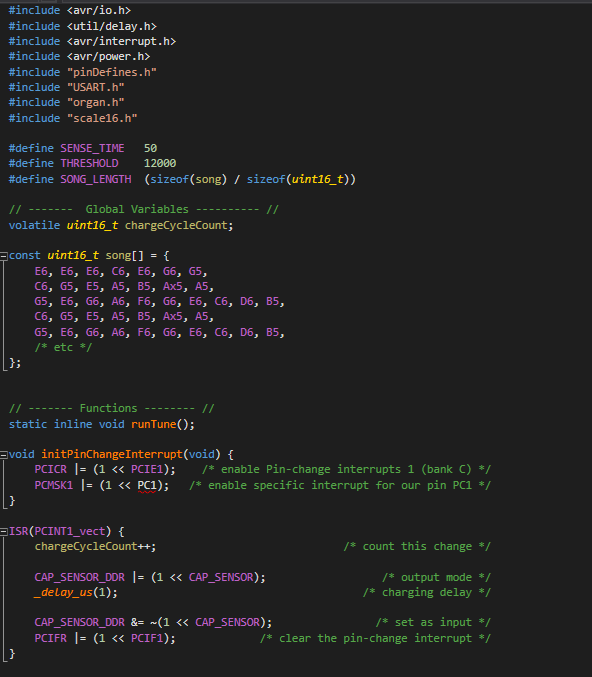 #include <avr/io.h>
#include <util/delay.h>
#include <avr/interrupt.h>
#include <avr/power.h>
#include "pinDefines.h"
#include "USART.h"
#include "organ.h"
#include "scale16.h"

#define SENSE_TIME   50
#define THRESHOLD    12000
#define SONG_LENGTH  (sizeof(song) / sizeof(uint16_t))

// -------  Global Variables ---------- //
volatile uint16_t chargeCycleCount;

const uint16_t song[] = {
    E6, E6, E6, C6, E6, G6, G5,
    C6, G5, E5, A5, B5, Ax5, A5,
    G5, E6, G6, A6, F6, G6, E6, C6, D6, B5,
    C6, G5, E5, A5, B5, Ax5, A5,
    G5, E6, G6, A6, F6, G6, E6, C6, D6, B5,
    /* etc */
};

// ------- Functions -------- //
static inline void runTune();

void initPinChangeInterrupt(void) {
    PCICR |= (1 << PCIE1);    /* enable Pin-change interrupts 1 (bank C) */
    PCMSK1 |= (1 << PC1);   /* enable specific interrupt for our pin PC1 */
}

ISR(PCINT1_vect) {
    chargeCycleCount++;                             /* count this change */

    CAP_SENSOR_DDR |= (1 << CAP_SENSOR);                  /* output mode */
    _delay_us(1);                                      /* charging delay */

    CAP_SENSOR_DDR &= ~(1 << CAP_SENSOR);                /* set as input */
    PCIFR |= (1 << PCIF1);             /* clear the pin-change interrupt */
}